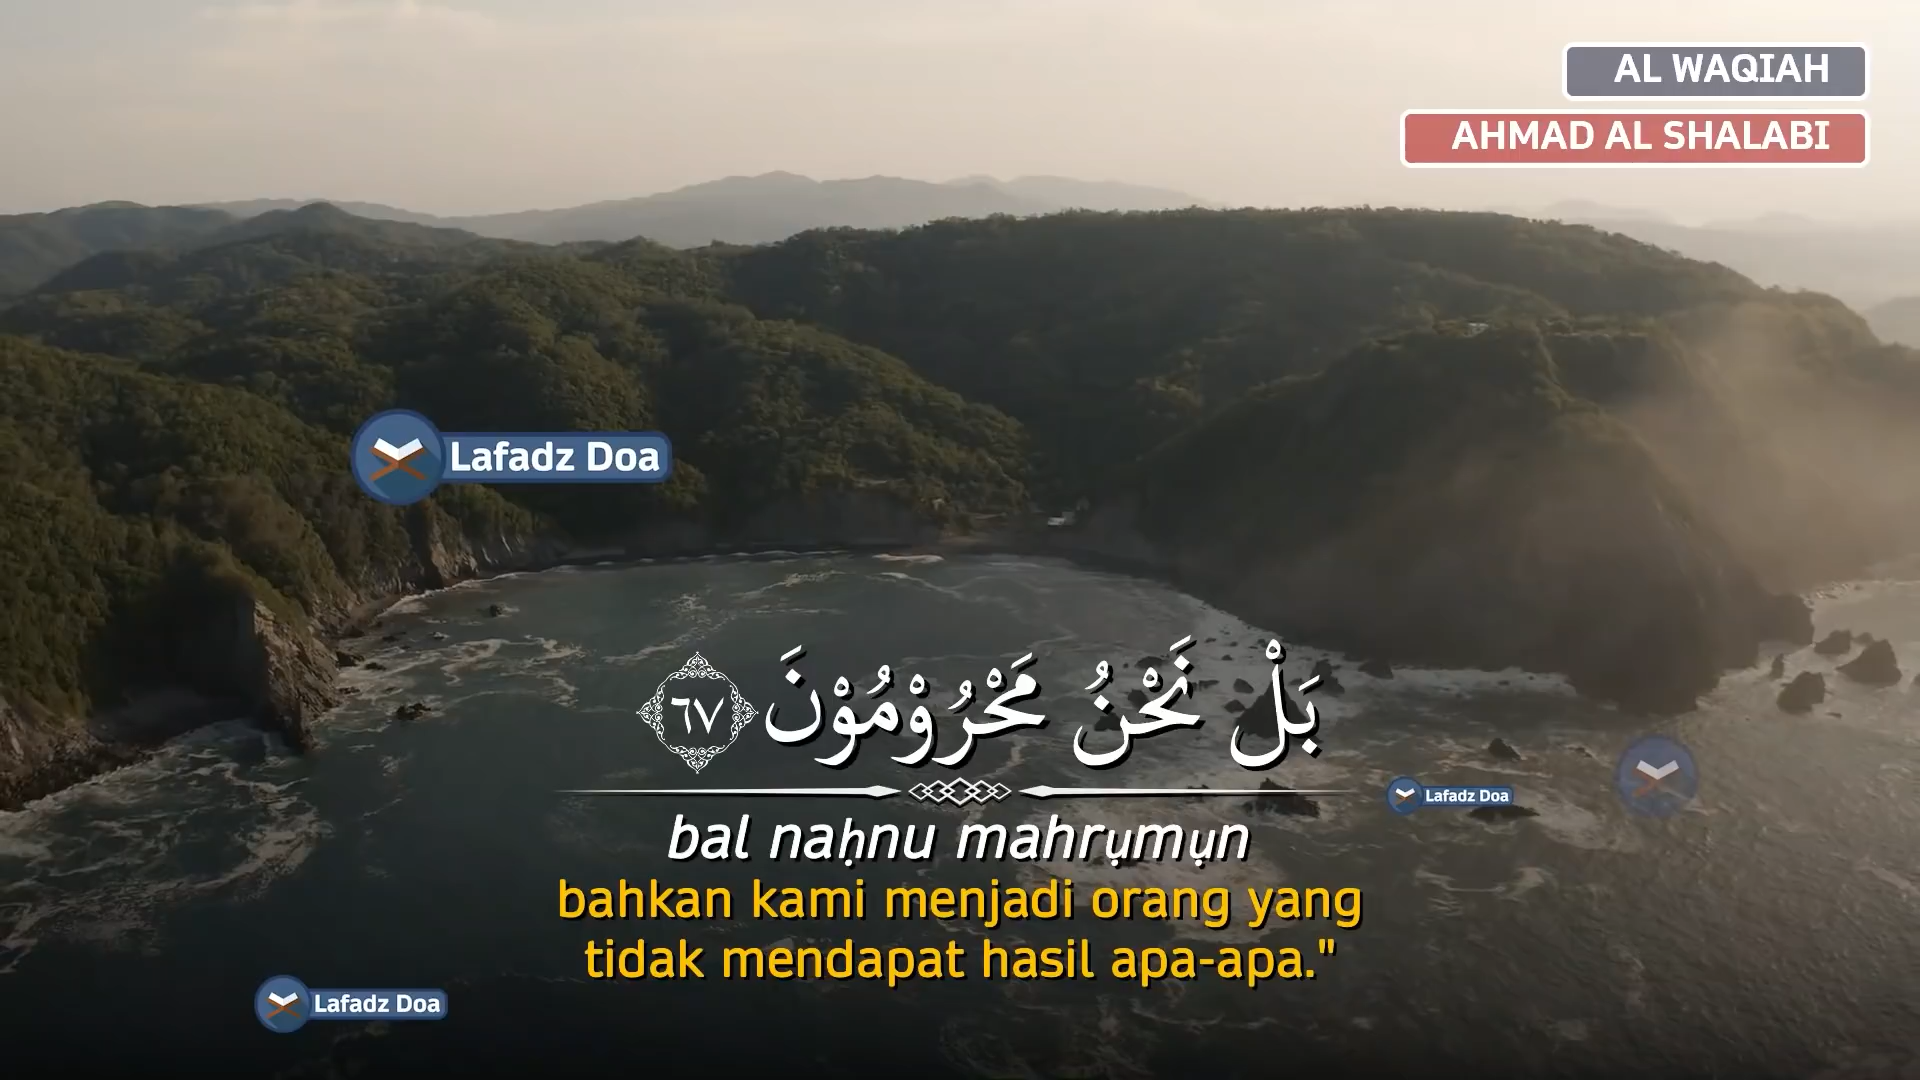 AL WAQIAH
AHMAD AL SHALABI
Lafadz Doa
بَلْ نَحْنُ مَحْرُوْمُوْنَ ٦٧
Lafadz Doa
bal naḥnu mahrụmụn
bahkan kami menjadi orang yang
tidak mendapat hasil apa-apa."
Lafadz Doa